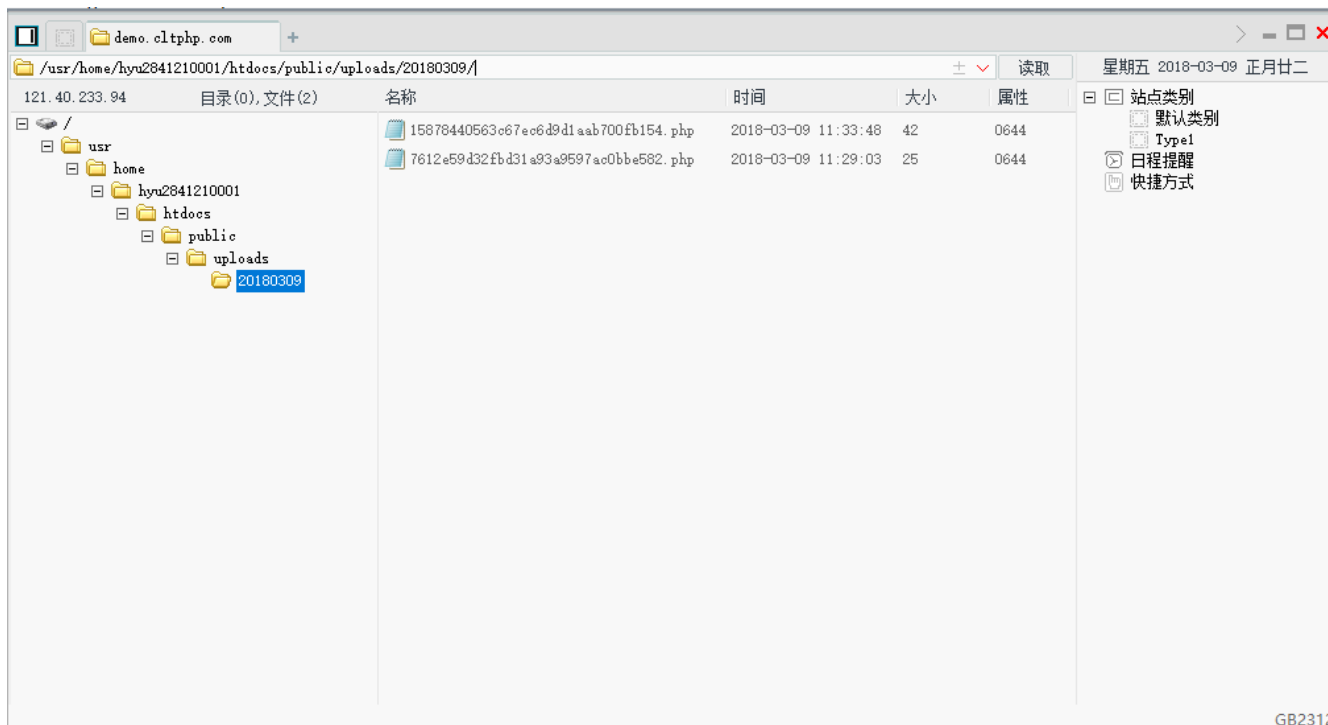 demo.cltphp.com +
/usr/home/hyu2841210001/htdocs/public/uploads/20180309/ 读取 星期五 2018-03-09 正月廿二
121.40.233.94 目录(0),文件(2) 名称 时间 大小 属性
/
usr
home
hyu2841210001
htdocs
public
uploads
20180309
15878440563c67ec6d9d1aab700fb154.php 2018-03-09 11:33:48 42 0644
7612e59d32fbd31a93a9597ac0bbe582.php 2018-03-09 11:29:03 25 0644
站点类别
默认类别
Type1
日程提醒
快捷方式
GB2312